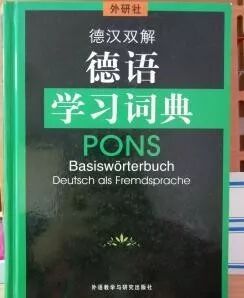 外研社
德汉双解
德语
学习词典
PONS
Basiswörterbuch
Deutsch als Fremdsprache
外语教学与研究出版社